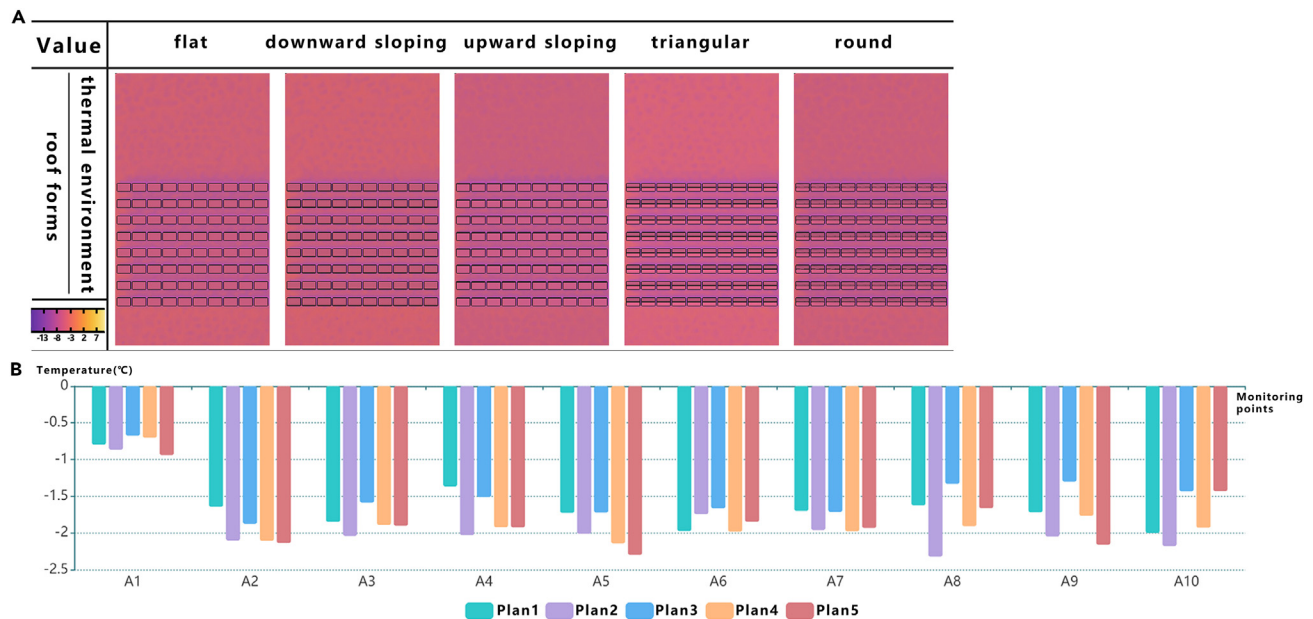 A
Value
flat
downward sloping
upward sloping
triangular
round
thermal environment
roof forms
-13 -8 -3 2 7
B
Temperature(℃)
Monitoring
points
0
-0.5
-1
-1.5
-2
-2.5
A1 A2 A3 A4 A5 A6 A7 A8 A9 A10
Plan1 Plan2 Plan3 Plan4 Plan5